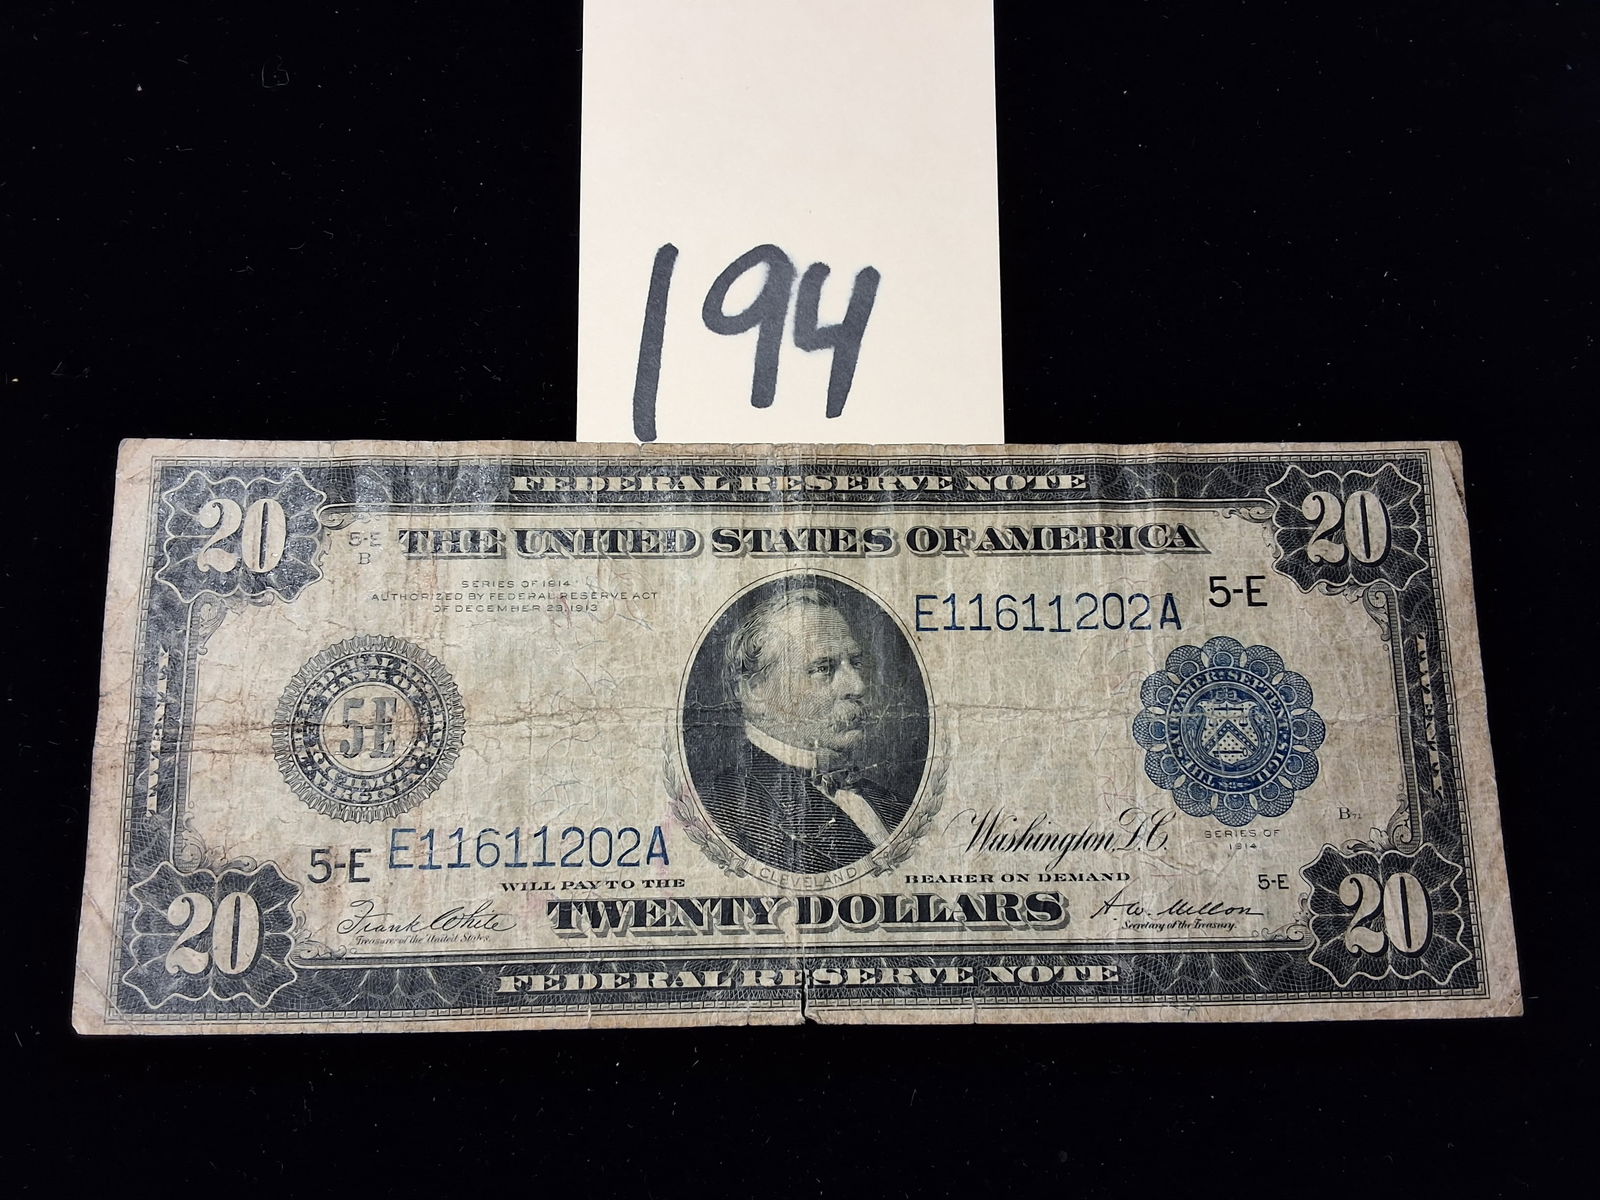 194
FEDERAL RESERVE NOTE
20
20
5-E
B
THE UNITED STATES OF AMERICA
SERIES OF 1914
AUTHORIZED BY FEDERAL RESERVE ACT
OF DECEMBER 23, 1913
E11611202A 5-E
5-E
5-E E11611202A
CLEVELAND
Washington, D.C.
SERIES OF
1914
B
WILL PAY TO THE
BEARER ON DEMAND
5-E
20
20
Frank White
Treasurer of the United States.
TWENTY DOLLARS
A.W. Mellon
Secretary of the Treasury.
FEDERAL RESERVE NOTE